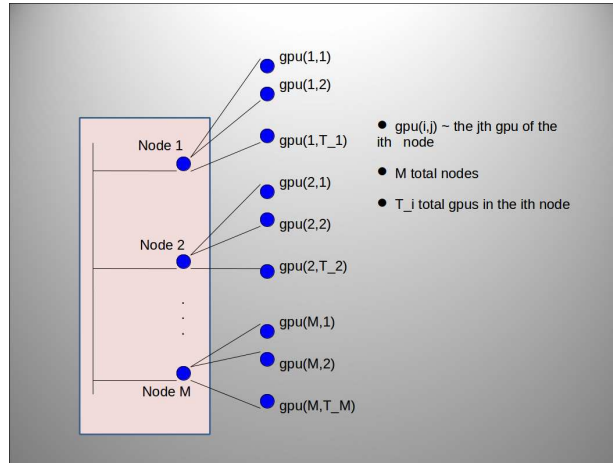 gpu(1,1)
gpu(1,2)
Node 1
gpu(1,T_1)
gpu(2,1)
gpu(2,2)
Node 2
gpu(2,T_2)
.
.
.
gpu(M,1)
gpu(M,2)
Node M
gpu(M,T_M)
● gpu(i,j) ~ the jth gpu of the
ith node
● M total nodes
● T_i total gpus in the ith node